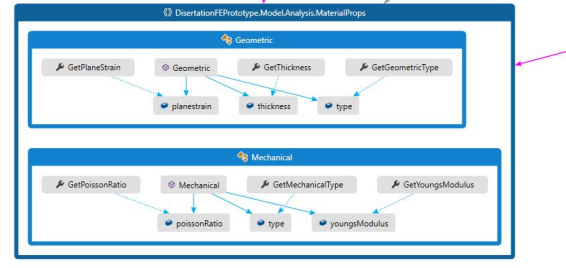 DisertationFEPrototype.Model.Analysis.MaterialProps
Geometric
GetPlaneStrain Geometric GetThickness GetGeometricType
planestrain thickness type
Mechanical
GetPoissonRatio Mechanical GetMechanicalType GetYoungsModulus
poissonRatio type youngsModulus